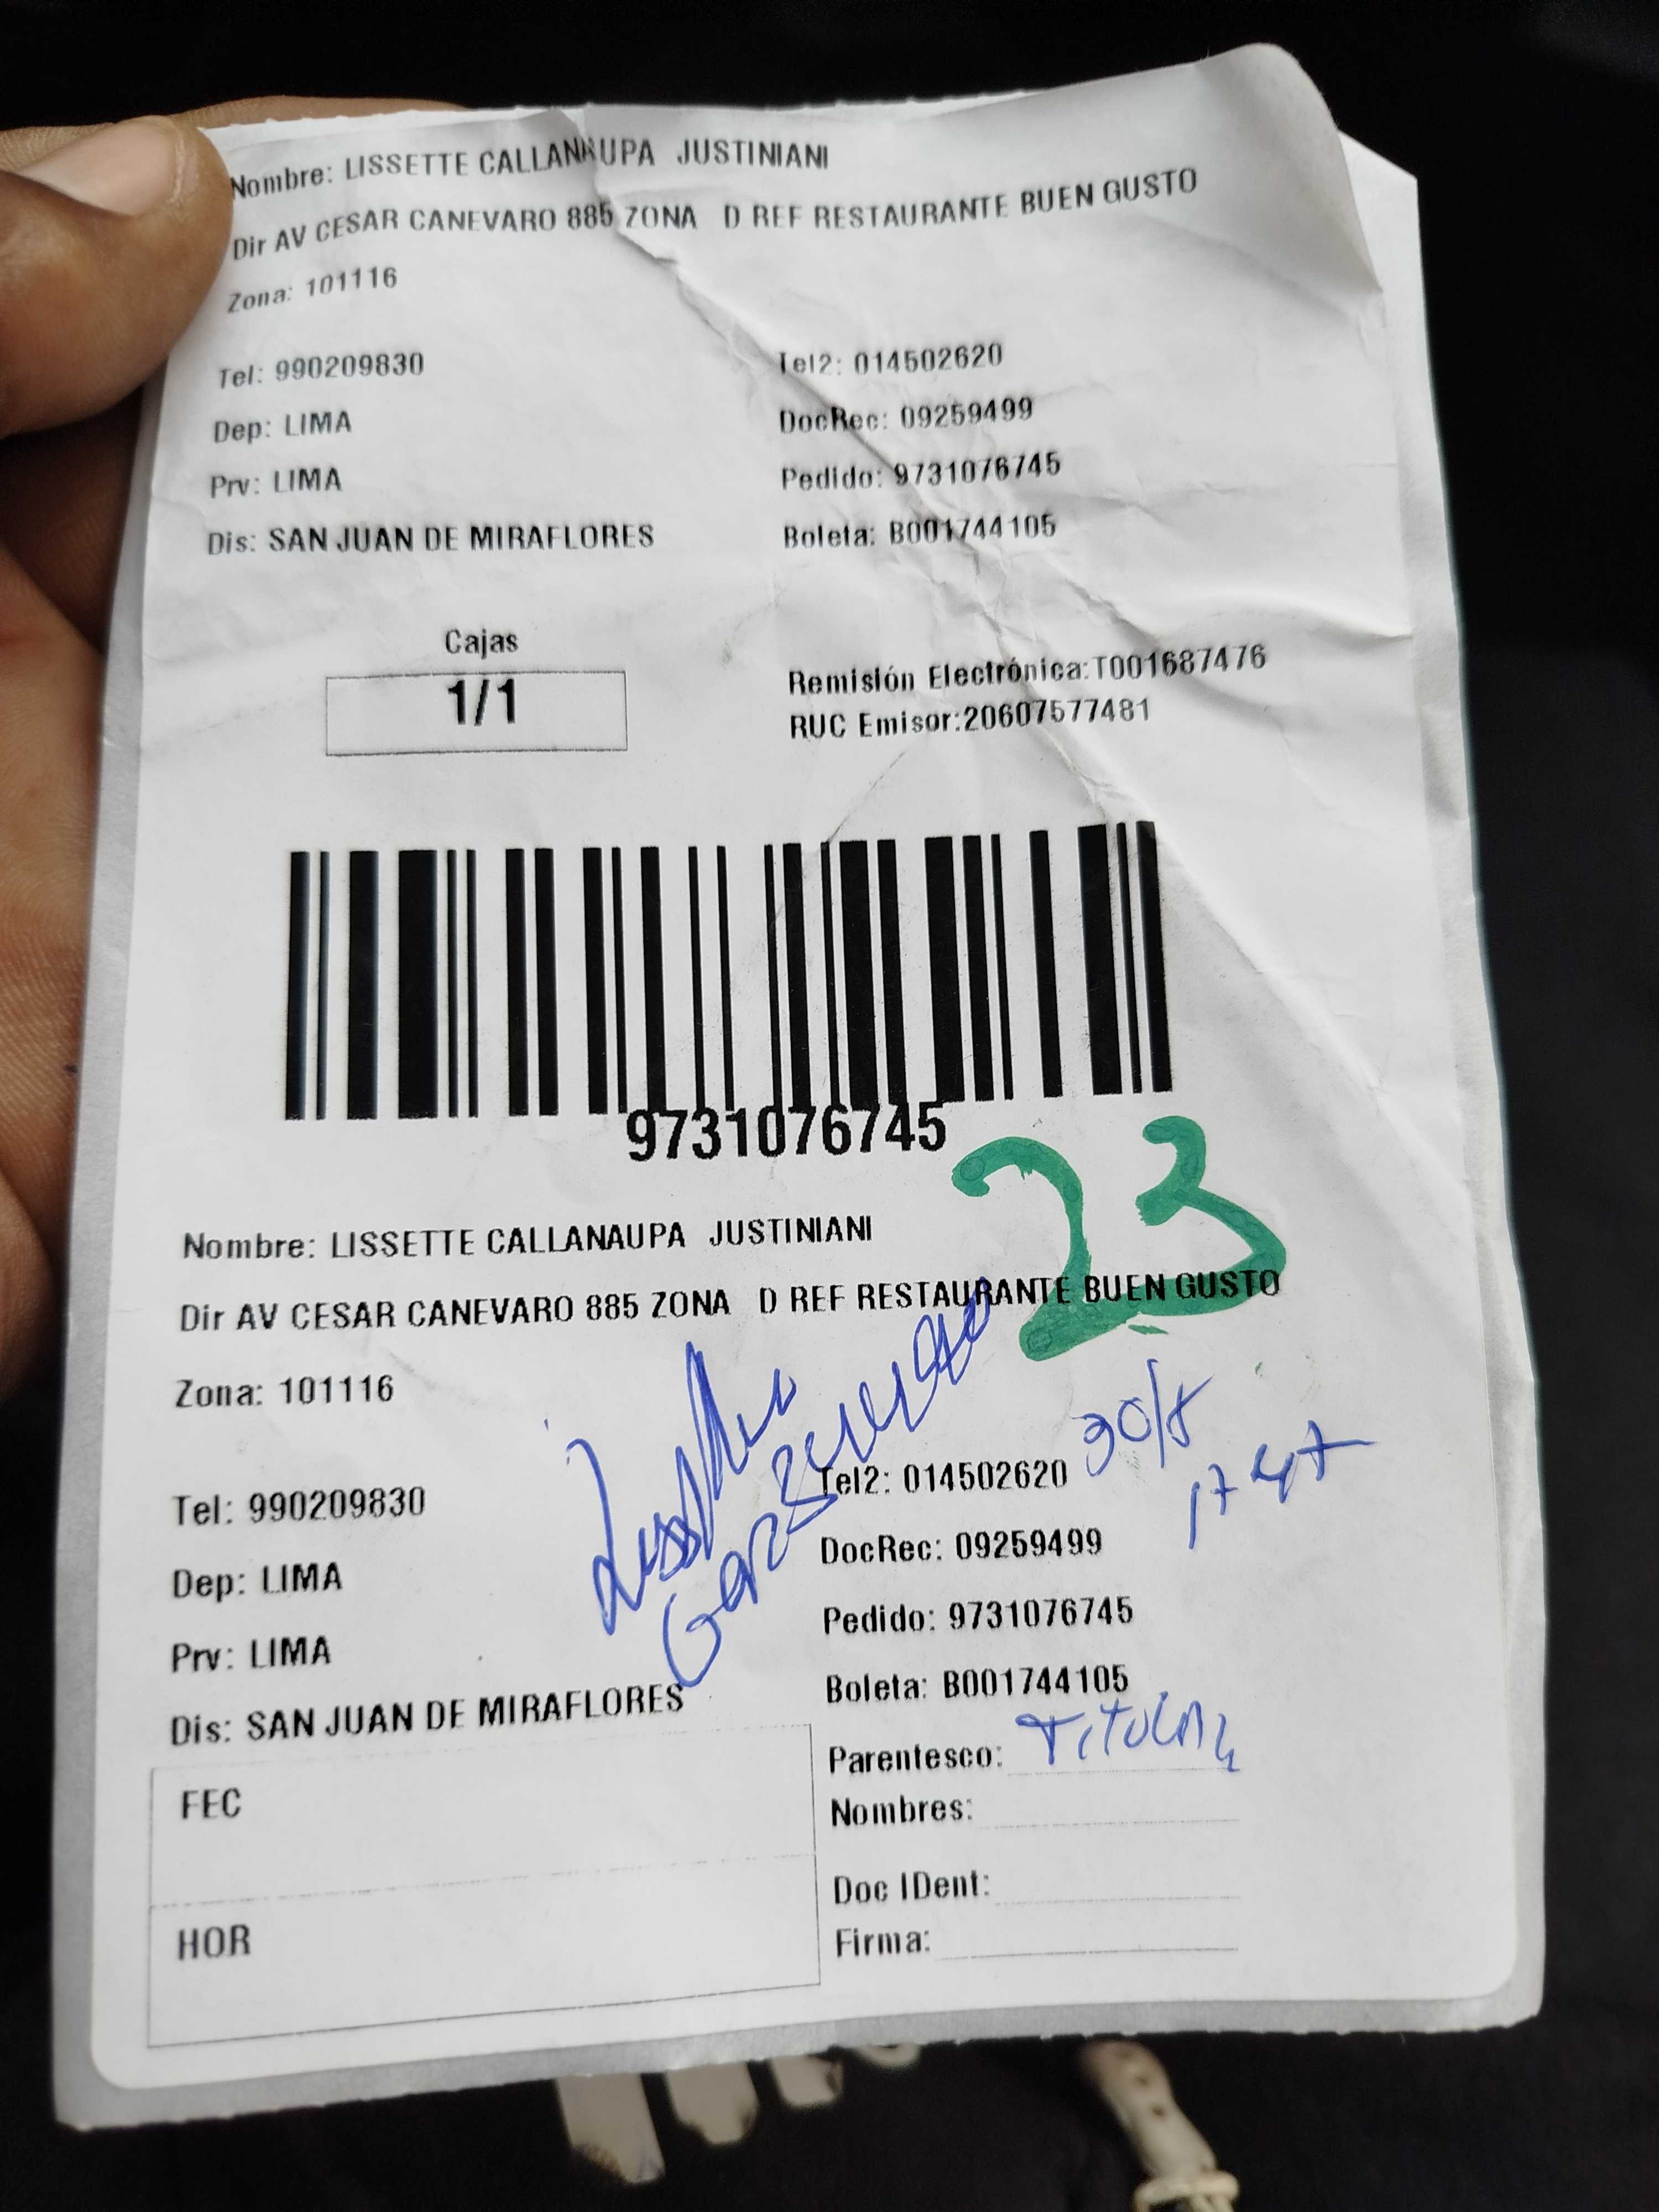 Nombre: LISSETTE CALLANAUPA JUSTINIANI
Dir AV CESAR CANEVARO 885 ZONA D REF RESTAURANTE BUEN GUSTO
Zona: 101116
Tel: 990209830 Tel2: 014502620
Dep: LIMA DocRec: 09259499
Prv: LIMA Pedido: 9731076745
Dis: SAN JUAN DE MIRAFLORES Boleta: B001744105
Cajas
1/1
Remisión Electrónica:T001687476
RUC Emisor:20607577481
9731076745
23
Nombre: LISSETTE CALLANAUPA JUSTINIANI
Dir AV CESAR CANEVARO 885 ZONA D REF RESTAURANTE BUEN GUSTO
Zona: 101116
30/8
Tel: 990209830 Tel2: 014502620
Dep: LIMA DocRec: 09259499
Prv: LIMA Pedido: 9731076745
Dis: SAN JUAN DE MIRAFLORES Boleta: B001744105
Parentesco: TITULAR
FEC
Nombres:
Doc IDent:
HOR
Firma: